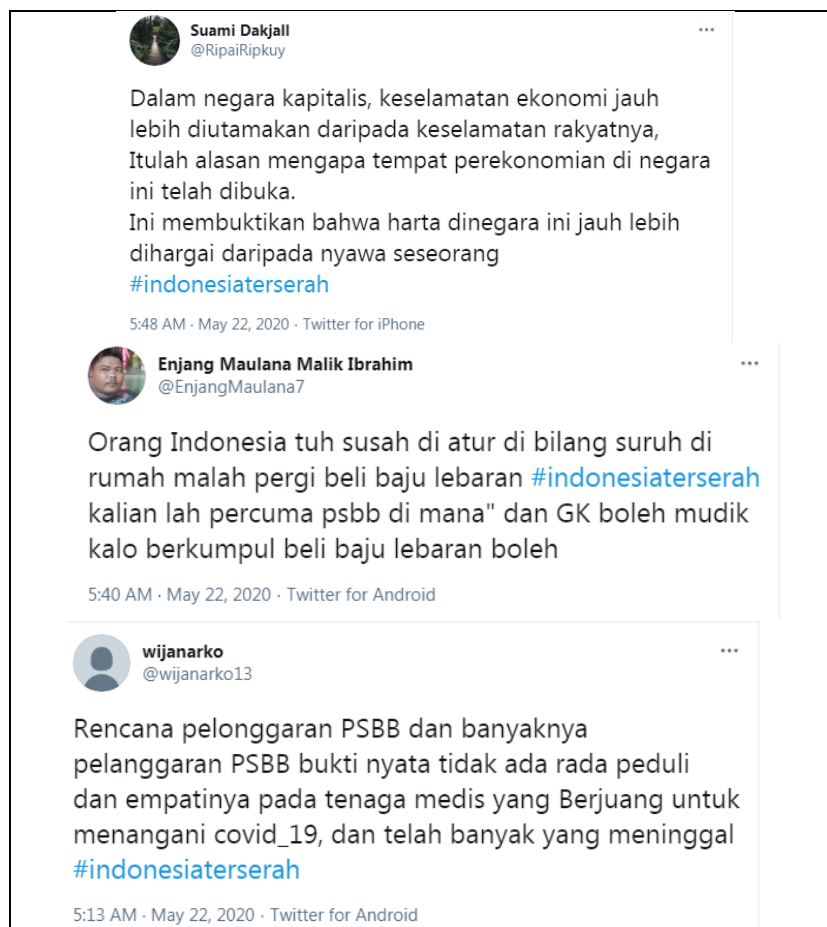 Suami Dakjall
@RipaiRipkuy
Dalam negara kapitalis, keselamatan ekonomi jauh
lebih diutamakan daripada keselamatan rakyatnya,
Itulah alasan mengapa tempat perekonomian di negara
ini telah dibuka.
Ini membuktikan bahwa harta dinegara ini jauh lebih
dihargai daripada nyawa seseorang
#indonesiaterserah
5:48 AM · May 22, 2020 · Twitter for iPhone
Enjang Maulana Malik Ibrahim
@EnjangMaulana7
Orang Indonesia tuh susah di atur di bilang suruh di
rumah malah pergi beli baju lebaran #indonesiaterserah
kalian lah percuma psbb di mana" dan GK boleh mudik
kalo berkumpul beli baju lebaran boleh
5:40 AM · May 22, 2020 · Twitter for Android
wijanarko
@wijanarko13
Rencana pelonggaran PSBB dan banyaknya
pelanggaran PSBB bukti nyata tidak ada rada peduli
dan empatinya pada tenaga medis yang Berjuang untuk
menangani covid_19, dan telah banyak yang meninggal
#indonesiaterserah
5:13 AM · May 22, 2020 · Twitter for Android